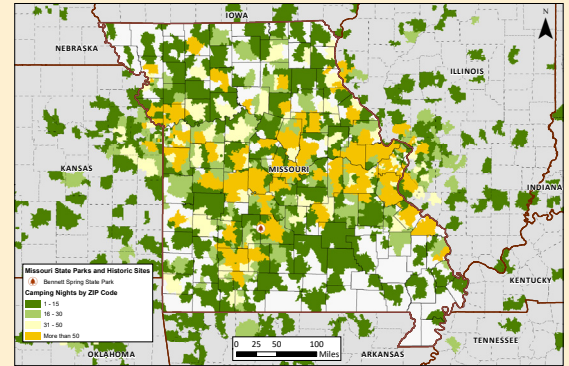 IOWA
N
NEBRASKA
ILLINOIS
KANSAS
MISSOURI
INDIANA
Missouri State Parks and Historic Sites
Bennett Spring State Park
Camping Nights by ZIP Code
1 - 15
16 - 30
31 - 50
More than 50
KENTUCKY
TENNESSEE
0 25 50 100
Miles
OKLAHOMA
ARKANSAS